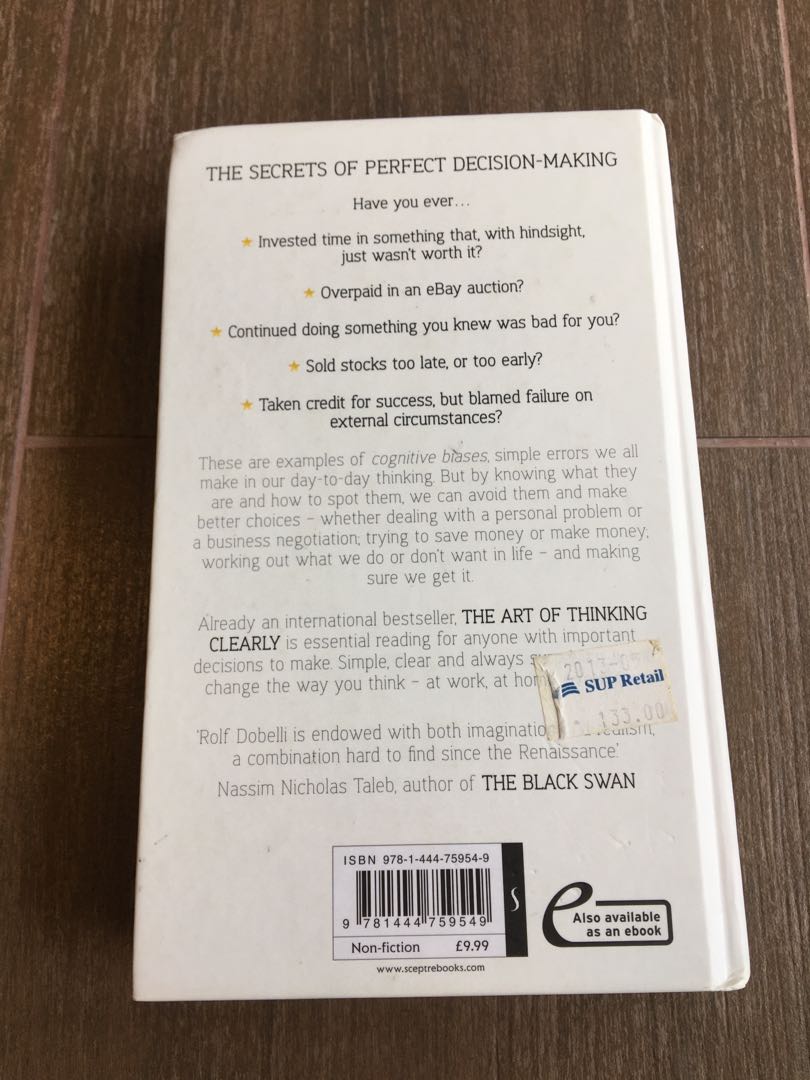 THE SECRETS OF PERFECT DECISION-MAKING
Have you ever...
★ Invested time in something that, with hindsight,
just wasn't worth it?
★ Overpaid in an eBay auction?
★ Continued doing something you knew was bad for you?
★ Sold stocks too late, or too early?
★ Taken credit for success, but blamed failure on
external circumstances?
These are examples of cognitive biases, simple errors we all
make in our day-to-day thinking. But by knowing what they
are and how to spot them, we can avoid them and make
better choices – whether dealing with a personal problem or
a business negotiation; trying to save money or make money;
working out what we do or don't want in life – and making
sure we get it.
Already an international bestseller, THE ART OF THINKING
CLEARLY is essential reading for anyone with important
decisions to make. Simple, clear and always
change the way you think – at work, at
SUP Retail
133.00
'Rolf Dobelli is endowed with both
a combination hard to find since the Renaissance.'
Nassim Nicholas Taleb, author of THE BLACK SWAN
ISBN 978-1-444-75954-9
9 781444 759549
Non-fiction £9.99
www.sceptrebooks.com
Also available
as an ebook